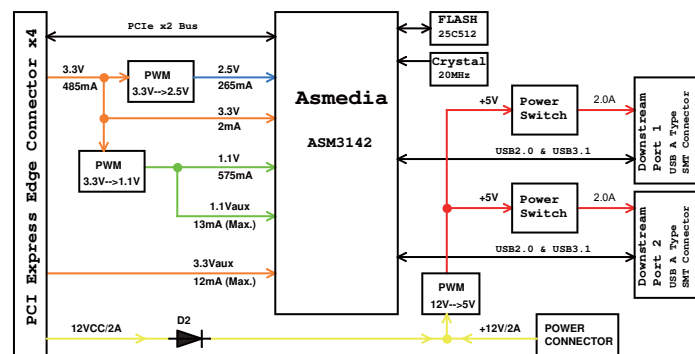 PCI Express Edge Connector x4
PCIe x2 Bus
3.3V
485mA
PWM
3.3V-->2.5V
2.5V
265mA
3.3V
2mA
PWM
3.3V-->1.1V
1.1V
575mA
1.1Vaux
13mA (Max.)
3.3Vaux
12mA (Max.)
12VCC/2A
D2
Asmedia
ASM3142
FLASH
25C512
Crystal
20MHz
+5V
Power
Switch
2.0A
USB2.0 & USB3.1
Downstream
Port 1
USB A Type
SMT Connector
+5V
Power
Switch
2.0A
USB2.0 & USB3.1
Downstream
Port 2
USB A Type
SMT Connector
PWM
12V-->5V
+12V/2A
POWER
CONNECTOR